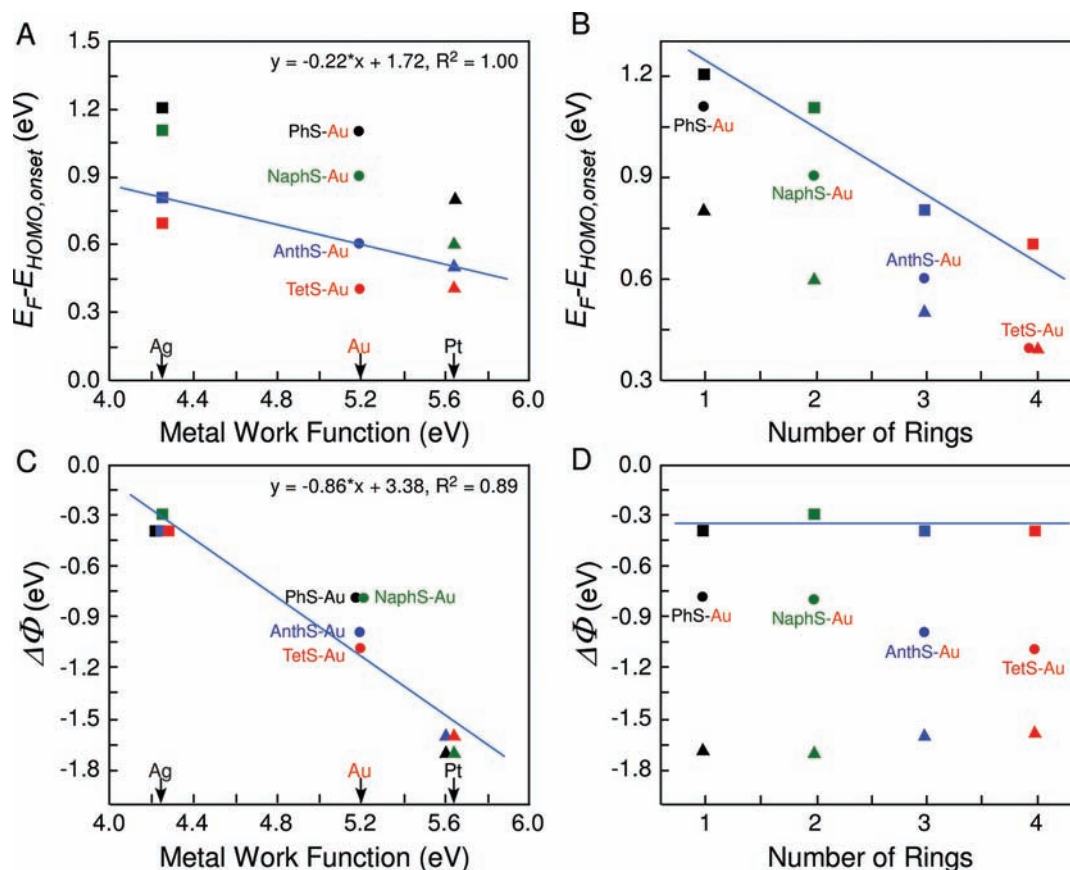 A
y = -0.22*x + 1.72, R² = 1.00
1.5
1.2
0.9
0.6
0.3
0.0
E_F-E_HOMO,onset (eV)
PhS-Au
NaphS-Au
AnthS-Au
TetS-Au
Ag
Au
Pt
4.0 4.4 4.8 5.2 5.6 6.0
Metal Work Function (eV)
B
1.2
0.9
0.6
0.3
E_F-E_HOMO,onset (eV)
PhS-Au
NaphS-Au
AnthS-Au
TetS-Au
1 2 3 4
Number of Rings
C
y = -0.86*x + 3.38, R² = 0.89
0.0
-0.3
-0.6
-0.9
-1.2
-1.5
-1.8
ΔΦ (eV)
PhS-Au
NaphS-Au
AnthS-Au
TetS-Au
Ag
Au
Pt
4.0 4.4 4.8 5.2 5.6 6.0
Metal Work Function (eV)
D
0.0
-0.3
-0.6
-0.9
-1.2
-1.5
-1.8
ΔΦ (eV)
PhS-Au
NaphS-Au
AnthS-Au
TetS-Au
1 2 3 4
Number of Rings